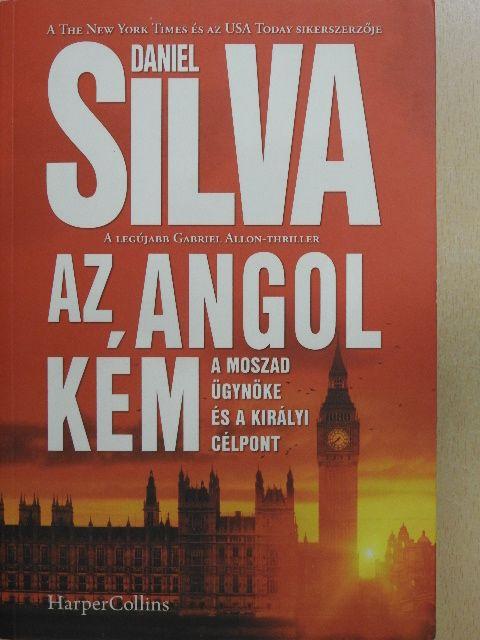 A The New York Times és az USA Today sikerszerzője
DANIEL
SILVA
A legújabb Gabriel Allon-thriller
AZ ANGOL
KÉM
A MOSZAD
ÜGYNÖKE
ÉS A KIRÁLYI
CÉLPONT
HarperCollins